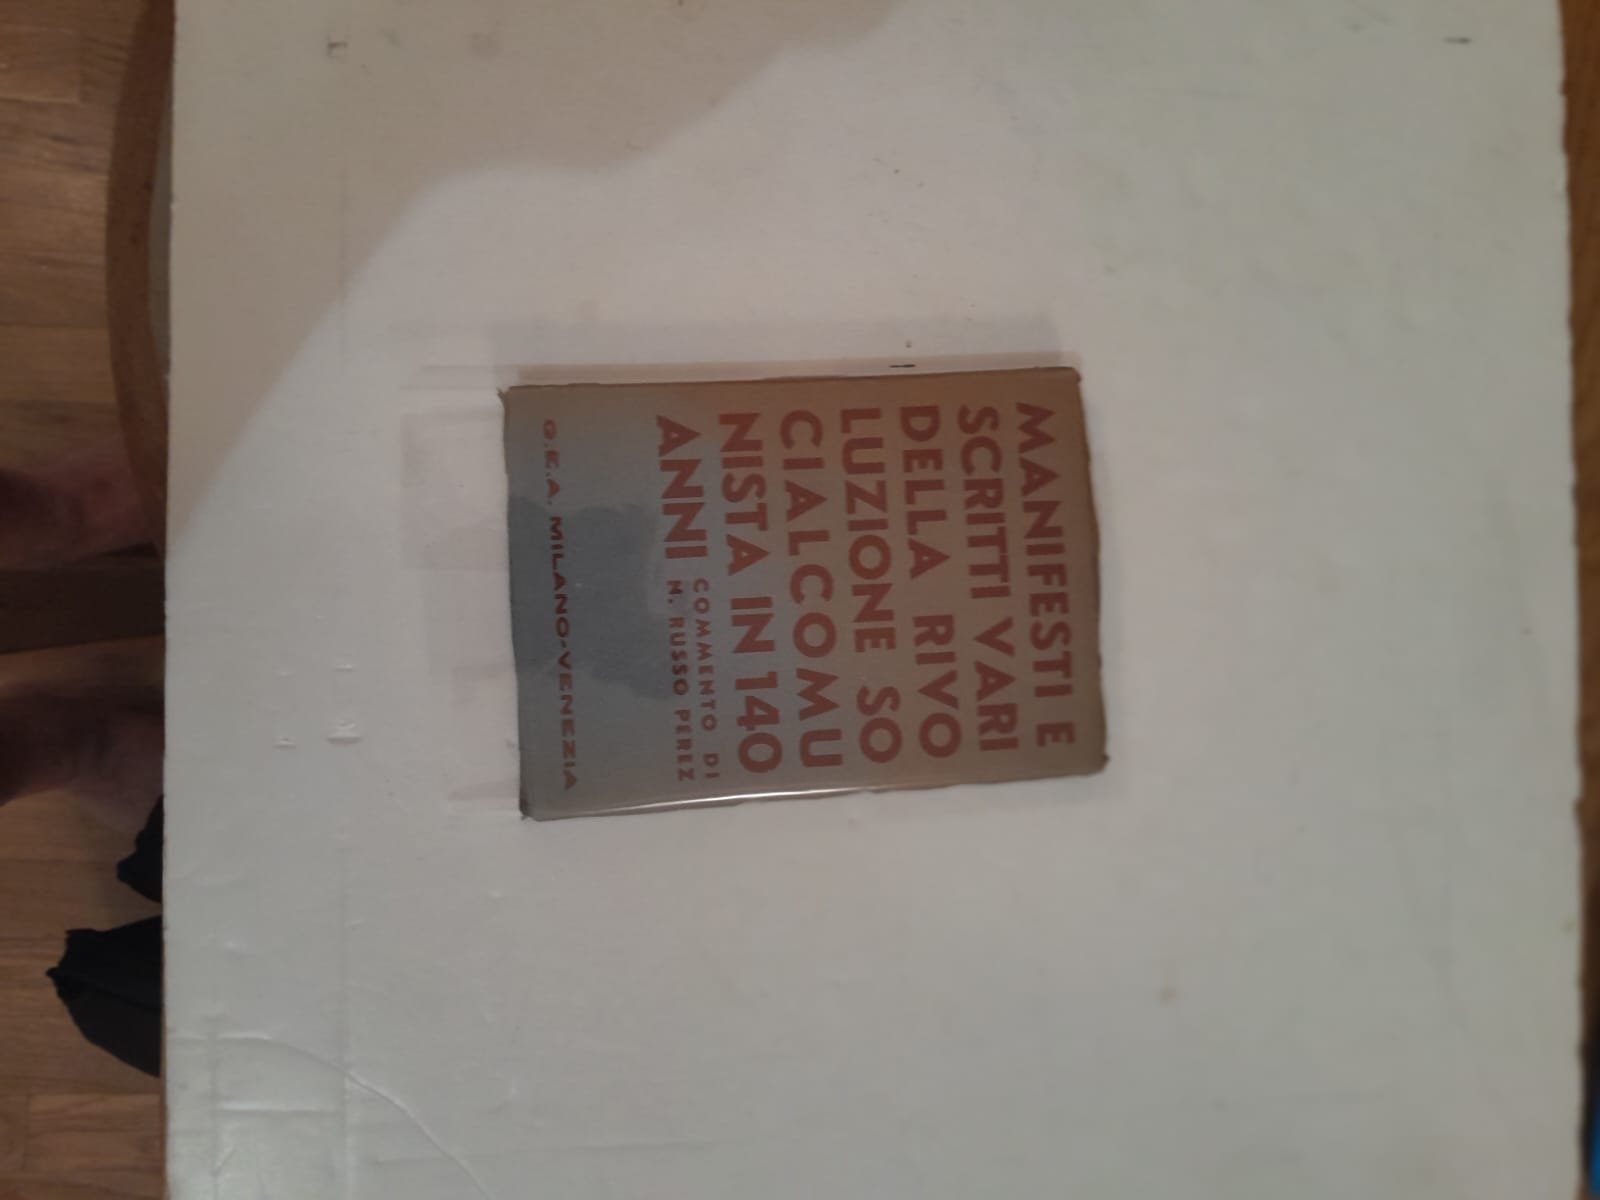 MANIFESTI E
SCRITTI VARI
DELLA RIVO
LUZIONE SO
CIALCOMU
NISTA IN 140
ANNI COMMENTO DI
N. RUSSO PEREZ
G.E.A. MILANO-VENEZIA